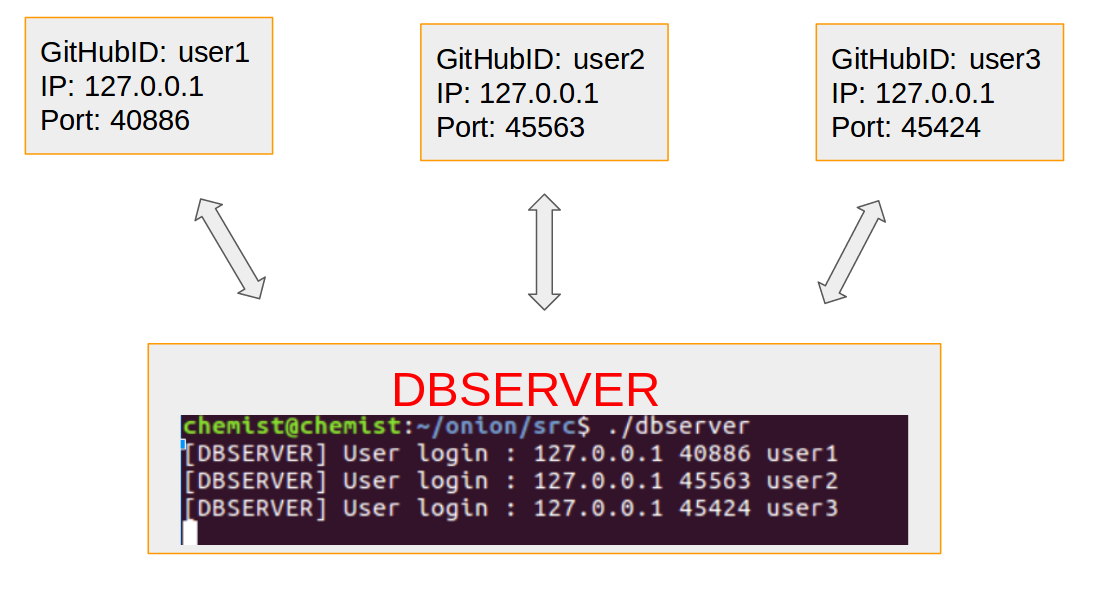 GitHubID: user1
IP: 127.0.0.1
Port: 40886
GitHubID: user2
IP: 127.0.0.1
Port: 45563
GitHubID: user3
IP: 127.0.0.1
Port: 45424
DBSERVER
chemist@chemist:~/onion/src$ ./dbserver
[DBSERVER] User login : 127.0.0.1 40886 user1
[DBSERVER] User login : 127.0.0.1 45563 user2
[DBSERVER] User login : 127.0.0.1 45424 user3